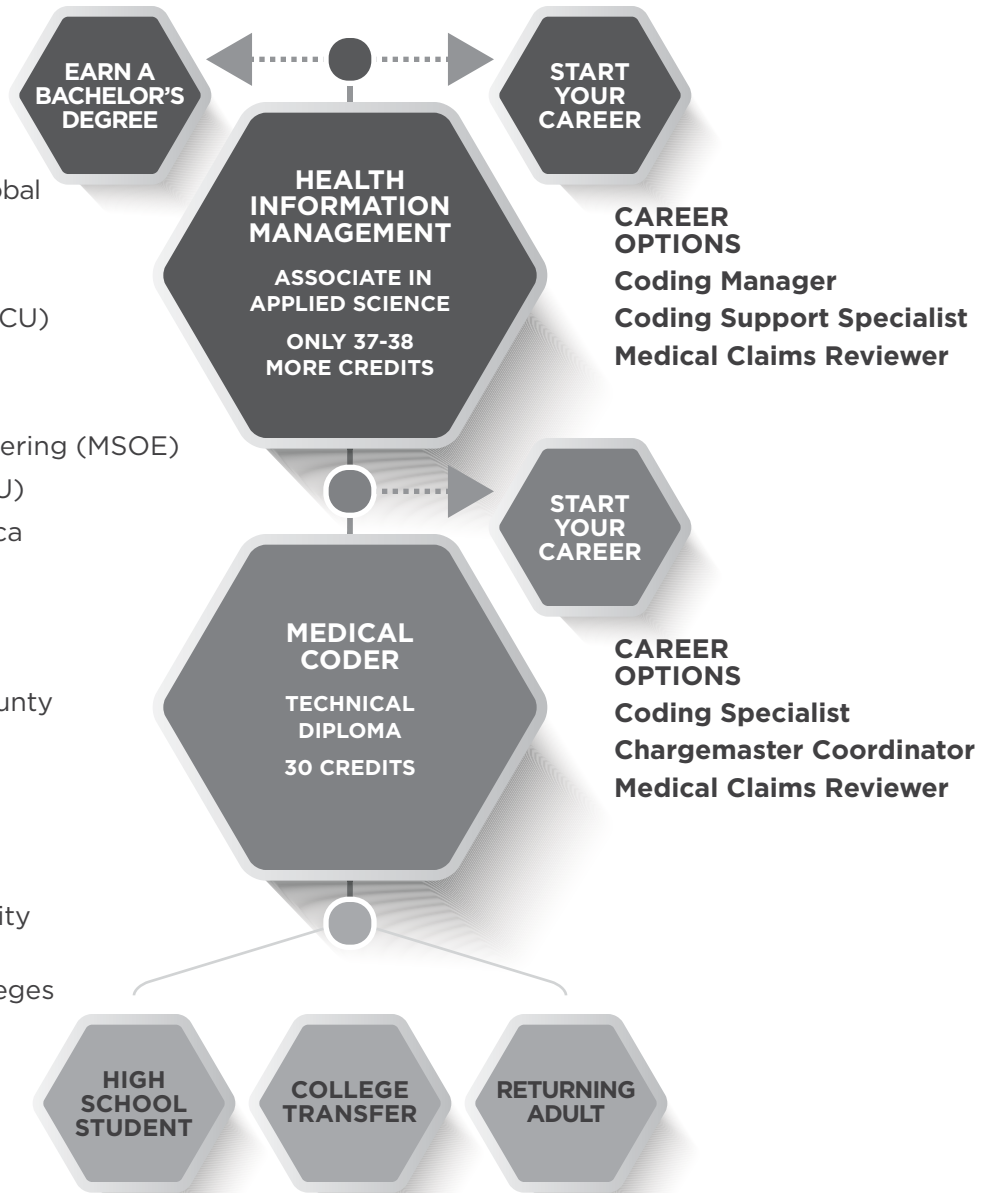 EARN A
BACHELOR'S
DEGREE
START
YOUR
CAREER
HEALTH
INFORMATION
MANAGEMENT
ASSOCIATE IN
APPLIED SCIENCE
ONLY 37-38
MORE CREDITS
CAREER
OPTIONS
Coding Manager
Coding Support Specialist
Medical Claims Reviewer
(MSOE)
START
YOUR
CAREER
MEDICAL
CODER
TECHNICAL
DIPLOMA
30 CREDITS
CAREER
OPTIONS
Coding Specialist
Chargemaster Coordinator
Medical Claims Reviewer
HIGH
SCHOOL
STUDENT
COLLEGE
TRANSFER
RETURNING
ADULT